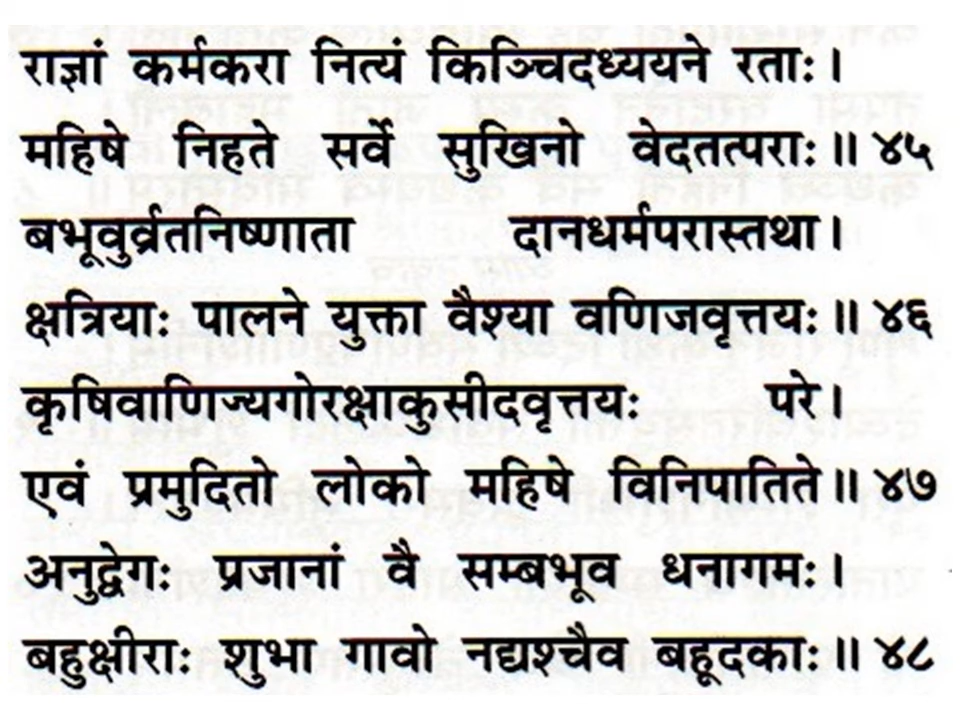 राज्ञां कर्मकरा नित्यं किञ्चिदध्ययने रताः।
महिषे निहते सर्वे सुखिनो वेदतत्पराः॥ ४५
बभूवुर्व्रतनिष्णाता दानधर्मपरास्तथा।
क्षत्रियाः पालने युक्ता वैश्या वणिजवृत्तयः॥ ४६
कृषिवाणिज्यगोरक्षाकुसीदवृत्तयः परे।
एवं प्रमुदितो लोको महिषे विनिपातिते॥ ४७
अनुद्वेगः प्रजानां वै सम्बभूव धनागमः।
बहुक्षीराः शुभा गावो नद्यश्चैव बहूदकाः॥ ४८